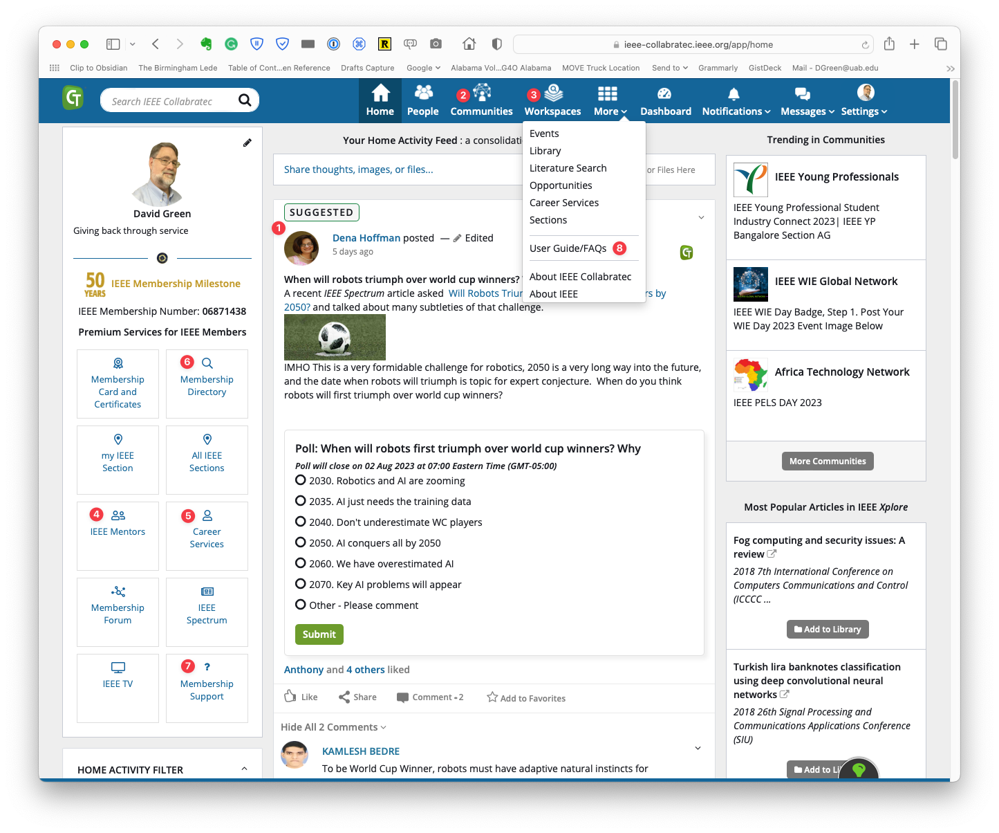 ieee-collabratec.ieee.org/app/home
Clip to Obsidian The Birmingham Lede Table of Cont...en Reference Drafts Capture Google Alabama Vol...G4O Alabama MOVE Truck Location Send to Grammarly GistDeck Mail - DGreen@uab.edu
Search IEEE Collabratec
2 3
Home People Communities Workspaces More Dashboard Notifications Messages Settings
David Green
Giving back through service
50 YEARS IEEE Membership Milestone
IEEE Membership Number: 06871438
Premium Services for IEEE Members
Membership Card and Certificates
6
Membership Directory
my IEEE Section
All IEEE Sections
4
IEEE Mentors
5
Career Services
Membership Forum
IEEE Spectrum
IEEE TV
7
?
Membership Support
HOME ACTIVITY FILTER
Your Home Activity Feed : a consolidati
Share thoughts, images, or files...
or Files Here
Events
Library
Literature Search
Opportunities
Career Services
Sections
User Guide/FAQs 8
About IEEE Collabratec
About IEEE
SUGGESTED
1
Dena Hoffman posted — Edited
5 days ago
When will robots triumph over world cup winners?
A recent IEEE Spectrum article asked Will Robots Triu rs by
2050? and talked about many subtleties of that challenge.
IMHO This is a very formidable challenge for robotics, 2050 is a very long way into the future,
and the date when robots will triumph is topic for expert conjecture. When do you think
robots will first triumph over world cup winners?
Poll: When will robots first triumph over world cup winners? Why
Poll will close on 02 Aug 2023 at 07:00 Eastern Time (GMT-05:00)
2030. Robotics and AI are zooming
2035. AI just needs the training data
2040. Don't underestimate WC players
2050. AI conquers all by 2050
2060. We have overestimated AI
2070. Key AI problems will appear
Other - Please comment
Submit
Anthony and 4 others liked
Like Share Comment • 2 Add to Favorites
Hide All 2 Comments
KAMLESH BEDRE
To be World Cup Winner, robots must have adaptive natural instincts for
Trending in Communities
IEEE Young Professionals
IEEE Young Professional Student
Industry Connect 2023| IEEE YP
Bangalore Section AG
IEEE WIE Global Network
IEEE WIE Day Badge, Step 1. Post Your
WIE Day 2023 Event Image Below
Africa Technology Network
IEEE PELS DAY 2023
More Communities
Most Popular Articles in IEEE Xplore
Fog computing and security issues: A
review
2018 7th International Conference on
Computers Communications and Control
(ICCCC ...
Add to Library
Turkish lira banknotes classification
using deep convolutional neural
networks
2018 26th Signal Processing and
Communications Applications Conference
(SIU)
Add to Li